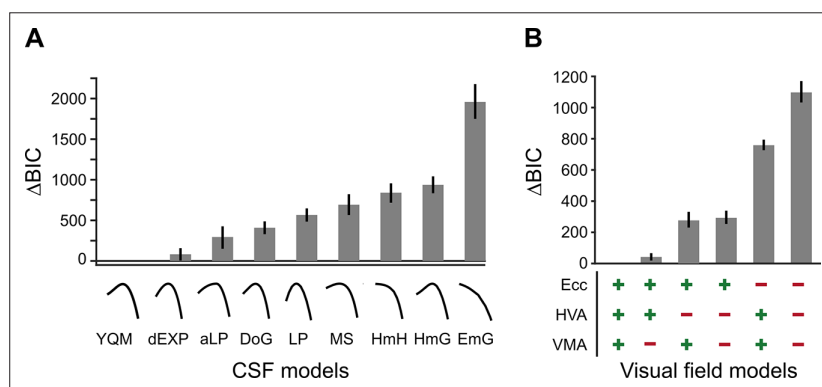 A
ΔBIC
2000
1500
1000
500
0
YQM dEXP aLP DoG LP MS HmH HmG EmG
CSF models
B
ΔBIC
1200
1000
800
600
400
200
0
Ecc + + + + − −
HVA + + − − + −
VMA + − + − + −
Visual field models